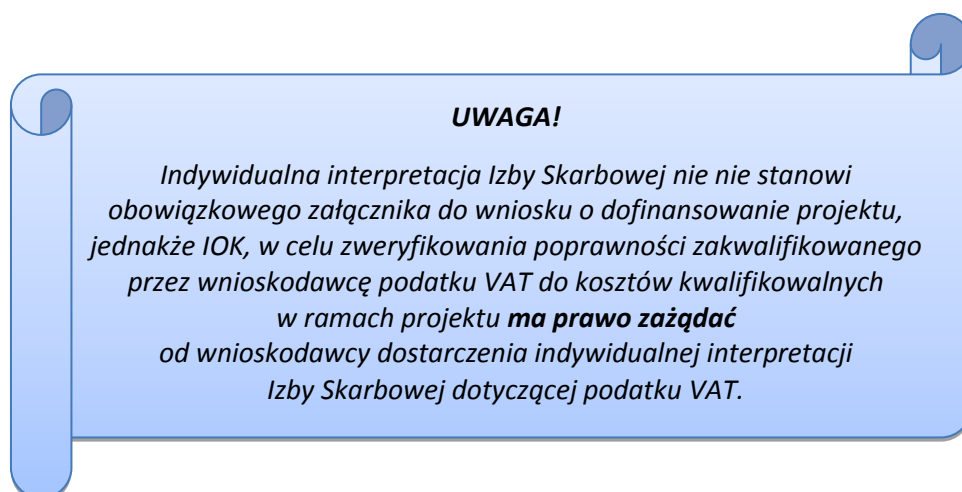 UWAGA!
Indywidualna interpretacja Izby Skarbowej nie nie stanowi
obowiązkowego załącznika do wniosku o dofinansowanie projektu,
jednakże IOK, w celu zweryfikowania poprawności zakwalifikowanego
przez wnioskodawcę podatku VAT do kosztów kwalifikowalnych
w ramach projektu ma prawo zażądać
od wnioskodawcy dostarczenia indywidualnej interpretacji
Izby Skarbowej dotyczącej podatku VAT.